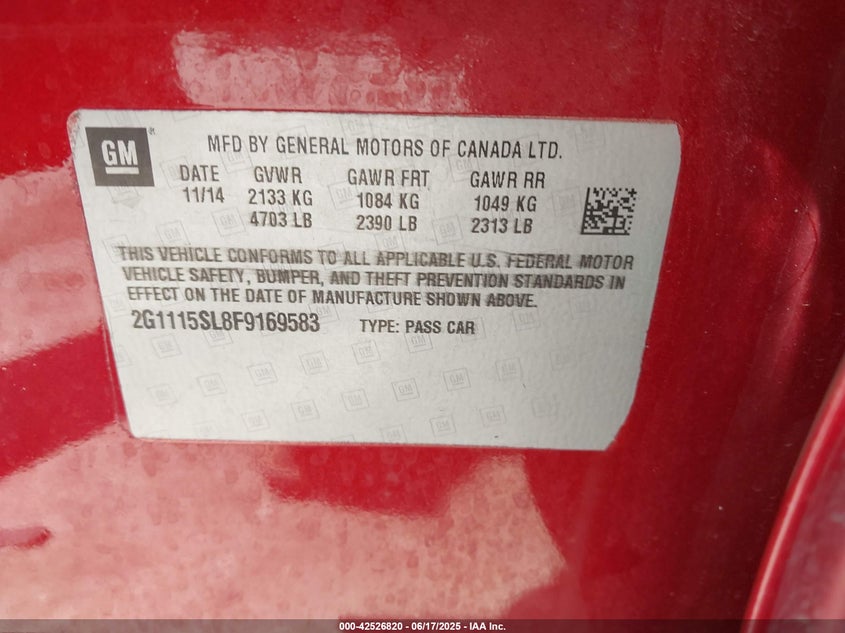 GM
MFD BY GENERAL MOTORS OF CANADA LTD.
DATE GVWR GAWR FRT GAWR RR
11/14 2133 KG 1084 KG 1049 KG
4703 LB 2390 LB 2313 LB
THIS VEHICLE CONFORMS TO ALL APPLICABLE U.S. FEDERAL MOTOR
VEHICLE SAFETY, BUMPER, AND THEFT PREVENTION STANDARDS IN
EFFECT ON THE DATE OF MANUFACTURE SHOWN ABOVE.
2G1115SL8F9169583 TYPE: PASS CAR
000-42526820 - 06/17/2025 - IAA Inc.